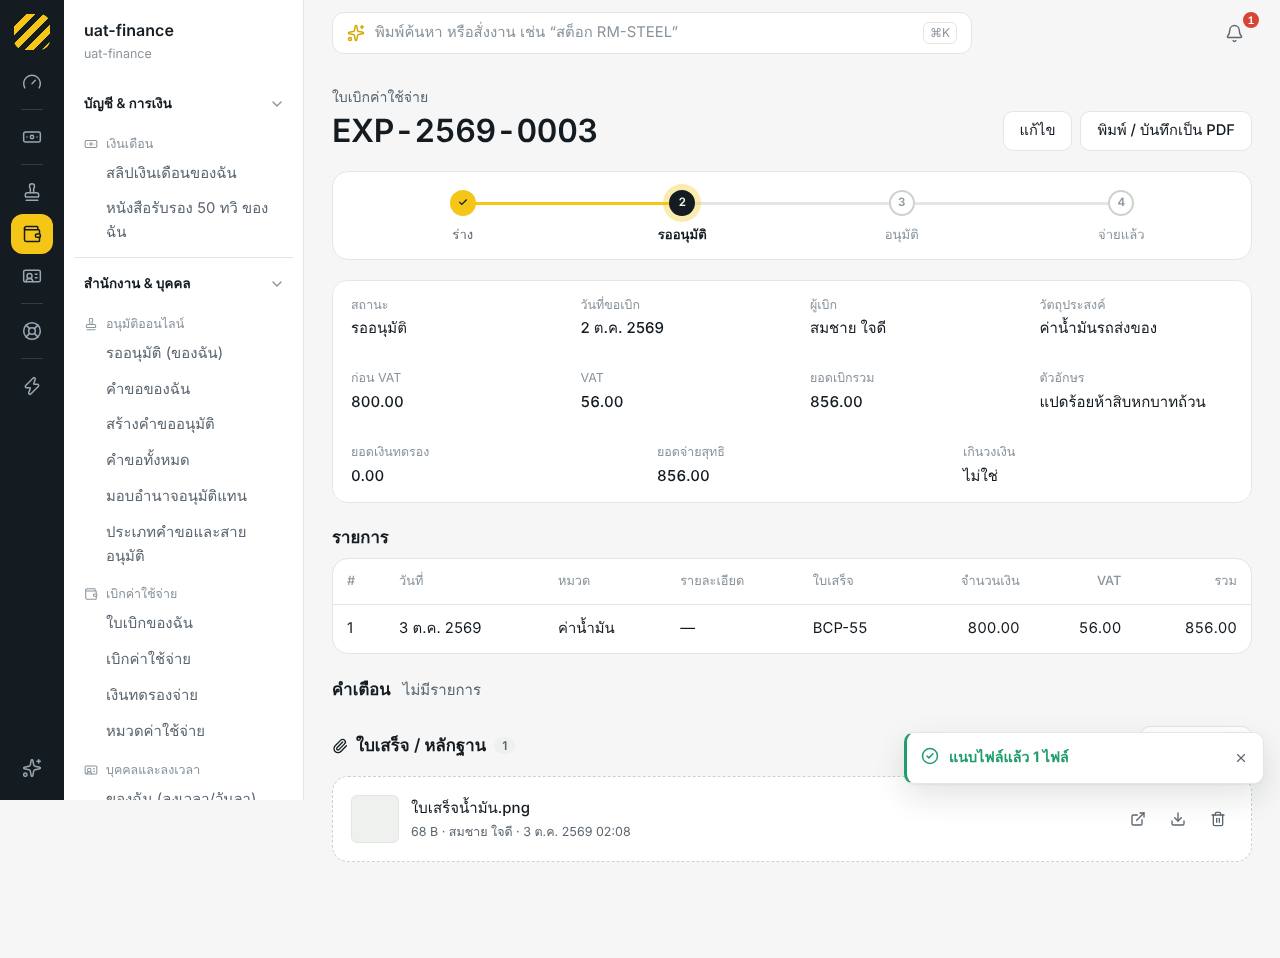 uat-finance
uat-finance
บัญชี & การเงิน
เงินเดือน
สลิปเงินเดือนของฉัน
หนังสือรับรอง 50 ทวิ ของ
ฉัน
สำนักงาน & บุคคล
อนุมัติออนไลน์
รออนุมัติ (ของฉัน)
คำขอของฉัน
สร้างคำขออนุมัติ
คำขอทั้งหมด
มอบอำนาจอนุมัติแทน
ประเภทคำขอและสาย
อนุมัติ
เบิกค่าใช้จ่าย
ใบเบิกของฉัน
เบิกค่าใช้จ่าย
เงินทดรองจ่าย
หมวดค่าใช้จ่าย
บุคคลและลงเวลา
ของฉัน (ลงเวลา/วันลา)
พิมพ์ค้นหา หรือสั่งงาน เช่น “สต็อก RM-STEEL” ⌘K
1
ใบเบิกค่าใช้จ่าย
EXP-2569-0003
แก้ไข พิมพ์ / บันทึกเป็น PDF
2 3 4
ร่าง รออนุมัติ อนุมัติ จ่ายแล้ว
สถานะ วันที่ขอเบิก ผู้เบิก วัตถุประสงค์
รออนุมัติ 2 ต.ค. 2569 สมชาย ใจดี ค่าน้ำมันรถส่งของ
ก่อน VAT VAT ยอดเบิกรวม ตัวอักษร
800.00 56.00 856.00 แปดร้อยห้าสิบหกบาทถ้วน
ยอดเงินทดรอง ยอดจ่ายสุทธิ เกินวงเงิน
0.00 856.00 ไม่ใช่
รายการ
# วันที่ หมวด รายละเอียด ใบเสร็จ จำนวนเงิน VAT รวม
1 3 ต.ค. 2569 ค่าน้ำมัน — BCP-55 800.00 56.00 856.00
คำเตือน ไม่มีรายการ
ใบเสร็จ / หลักฐาน 1
แนบไฟล์แล้ว 1 ไฟล์
ใบเสร็จน้ำมัน.png
68 B · สมชาย ใจดี · 3 ต.ค. 2569 02:08